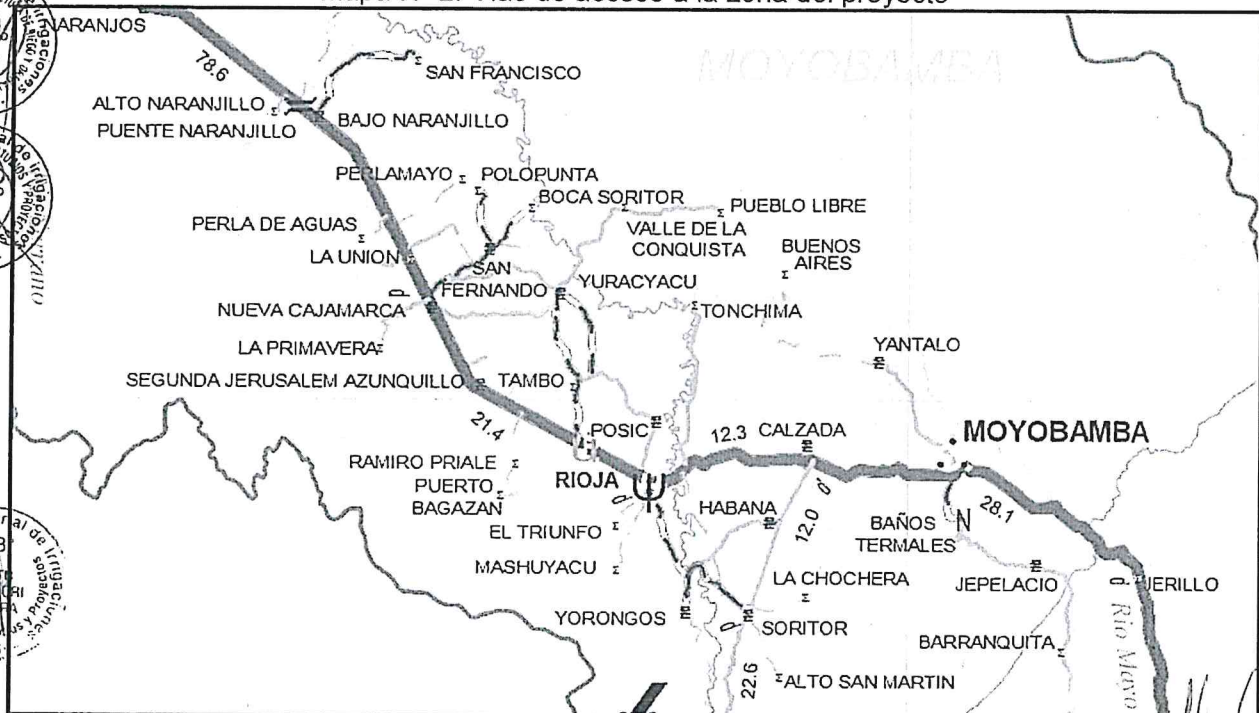 NARANJOS
78.6
MOYOBAMBA
SAN FRANCISCO
ALTO NARANJILLO
PUENTE NARANJILLO
BAJO NARANJILLO
PERLAMAYO
POLOPUNTA
BOCA SORITOR
PUEBLO LIBRE
PERLA DE AGUAS
VALLE DE LA
CONQUISTA
BUENOS
AIRES
LA UNION
SAN
FERNANDO
YURACYACU
NUEVA CAJAMARCA
TONCHIMA
LA PRIMAVERA
YANTALO
SEGUNDA JERUSALEM AZUNQUILLO
TAMBO
21.4
POSIC
12.3
CALZADA
MOYOBAMBA
RAMIRO PRIALE
RIOJA
PUERTO
BAGAZAN
HABANA
12.0
BAÑOS
TERMALES
N
28.1
EL TRIUNFO
MASHUYACU
LA CHOCHERA
JEPELACIO
JERILLO
YORONGOS
SORITOR
BARRANQUITA
Rio Mayo
22.6
ALTO SAN MARTIN